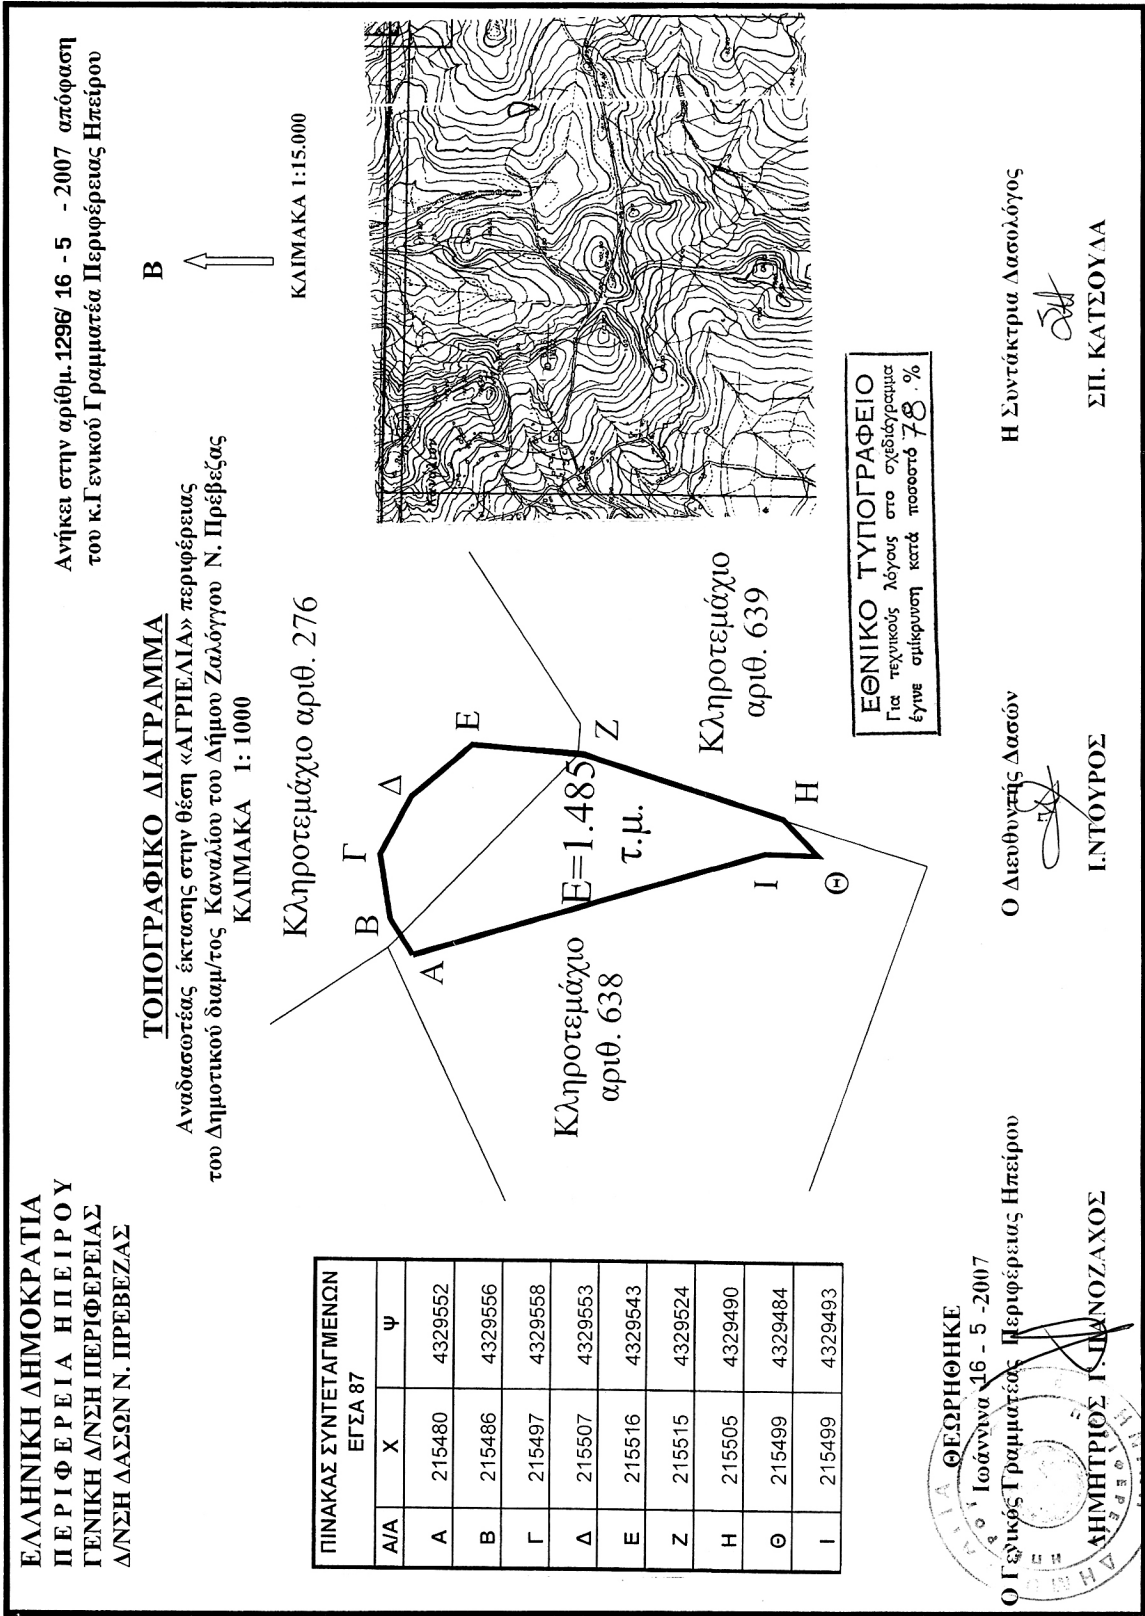 ΕΛΛΗΝΙΚΗ ΔΗΜΟΚΡΑΤΙΑ
ΠΕΡΙΦΕΡΕΙΑ ΗΠΕΙΡΟΥ
ΓΕΝΙΚΗ Δ/ΝΣΗ ΠΕΡΙΦΕΡΕΙΑΣ
Δ/ΝΣΗ ΔΑΣΩΝ Ν. ΠΡΕΒΕΖΑΣ
Ανήκει στην αρίθμ. 1296/ 16 - 5 - 2007 απόφαση
του κ.Γενικού Γραμματέα Περιφέρειας Ηπείρου
ΤΟΠΟΓΡΑΦΙΚΟ ΔΙΑΓΡΑΜΜΑ
Αναδασωτέας έκτασης στην θέση «ΑΓΡΙΕΛΙΑ» περιφέρειας
του Δημοτικού διαμ/τος Καναλίου του Δήμου Ζαλόγγου Ν. Πρέβεζας
ΚΛΙΜΑΚΑ 1: 1000
Β
ΚΛΙΜΑΚΑ 1:15.000
ΠΙΝΑΚΑΣ ΣΥΝΤΕΤΑΓΜΕΝΩΝ
ΕΓΣΑ 87
Α/Α Χ Ψ
Α 215480 4329552
Β 215486 4329556
Γ 215497 4329558
Δ 215507 4329553
Ε 215516 4329543
Ζ 215515 4329524
Η 215505 4329490
Θ 215499 4329484
Ι 215499 4329493
Κληροτεμάχιο αριθ. 276
Α
Β
Γ
Δ
Ε
Ζ
Η
Θ
Ι
Ε=1.485
τ.μ.
Κληροτεμάχιο
αριθ. 638
Κληροτεμάχιο
αριθ. 639
ΕΘΝΙΚΟ ΤΥΠΟΓΡΑΦΕΙΟ
Για τεχνικούς λόγους στο σχεδιάγραμμα
έγινε σμίκρυνση κατά ποσοστό 78 %
ΘΕΩΡΗΘΗΚΕ
Ιωάννινα 16 - 5 -2007
Ο Γενικός Γραμματέας Περιφέρειας Ηπείρου
ΔΗΜΗΤΡΙΟΣ Γ. ΠΑΝΟΖΑΧΟΣ
Ο Διευθυντής Δασών
Ι.ΝΤΟΥΡΟΣ
Η Συντάκτρια Δασολόγος
ΣΠ. ΚΑΤΣΟΥΛΑ